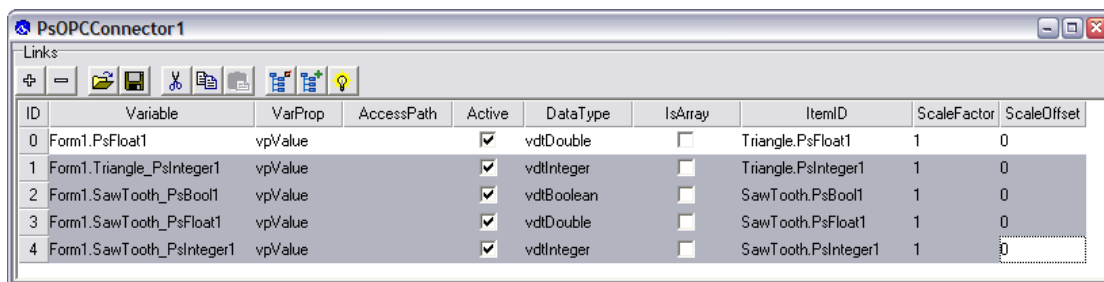 PsOPCConnector1
Links
ID Variable VarProp AccessPath Active DataType IsArray ItemID ScaleFactor ScaleOffset
0 Form1.PsFloat1 vpValue vdtDouble Triangle.PsFloat1 1 0
1 Form1.Triangle_PsInteger1 vpValue vdtInteger Triangle.PsInteger1 1 0
2 Form1.SawTooth_PsBool1 vpValue vdtBoolean SawTooth.PsBool1 1 0
3 Form1.SawTooth_PsFloat1 vpValue vdtDouble SawTooth.PsFloat1 1 0
4 Form1.SawTooth_PsInteger1 vpValue vdtInteger SawTooth.PsInteger1 1 0